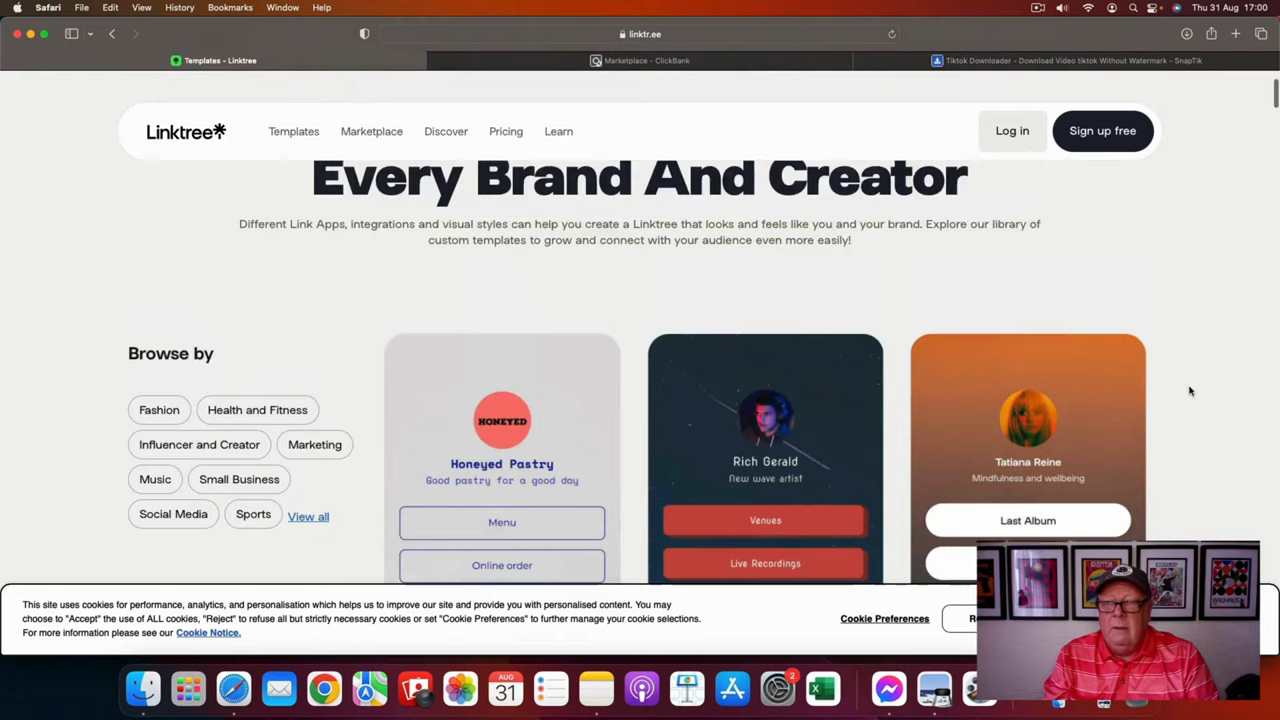 Safari File Edit View History Bookmarks Window Help
Thu 31 Aug 17:00
linktr.ee
Templates - Linktree
Marketplace - ClickBank
Tiktok Downloader - Download Video tiktok Without Watermark - SnapTik
Linktree*
Templates Marketplace Discover Pricing Learn
Log in
Sign up free
Every Brand And Creator
Different Link Apps, integrations and visual styles can help you create a Linktree that looks and feels like you and your brand. Explore our library of
custom templates to grow and connect with your audience even more easily!
Browse by
Fashion
Health and Fitness
Influencer and Creator
Marketing
Music
Small Business
Social Media
Sports
View all
HONEYED
Honeyed Pastry
Good pastry for a good day
Menu
Online order
Rich Gerald
New wave artist
Venues
Live Recordings
Tatiana Reine
Mindfulness and wellbeing
Last Album
This site uses cookies for performance, analytics, and personalisation which helps us to improve our site and provide you with personalised content. You may
choose to "Accept" the use of ALL cookies, "Reject" to refuse all but strictly necessary cookies or set "Cookie Preferences" to further manage your cookie selections.
For more information please see our Cookie Notice.
Cookie Preferences
AUG
31
2